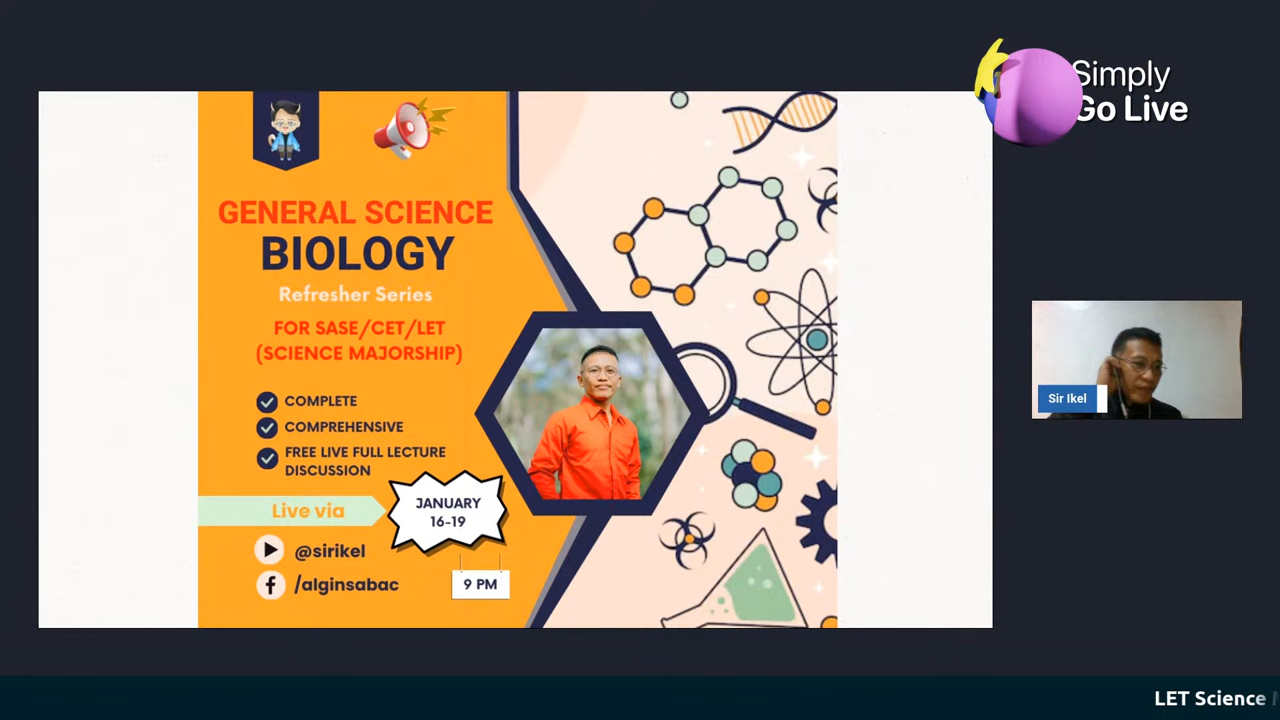 Simply
Go Live
GENERAL SCIENCE
BIOLOGY
Refresher Series
FOR SASE/CET/LET
(SCIENCE MAJORSHIP)
COMPLETE
COMPREHENSIVE
FREE LIVE FULL LECTURE
DISCUSSION
Live via
JANUARY
16-19
@sirikel
/alginsabac
9 PM
Sir Ikel
LET Science